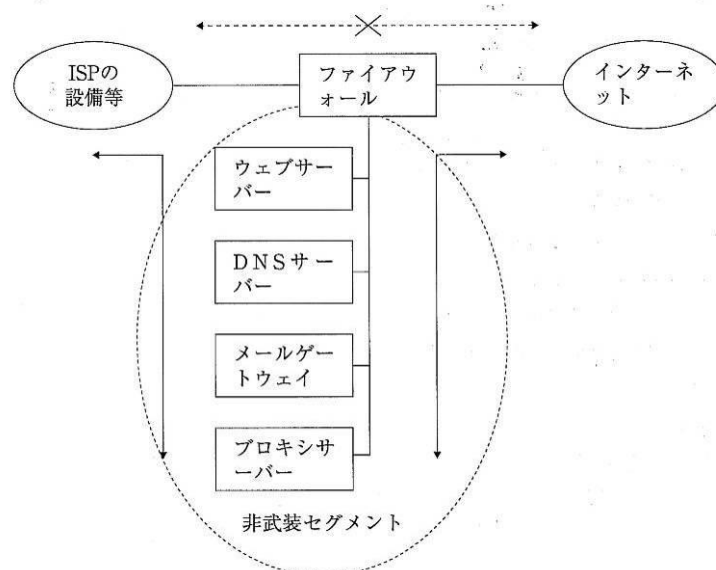 ISPの
設備等
ファイアウ
ォール
インターネ
ット
ウェブサー
バー
DNSサー
バー
メールゲー
トウェイ
ブロキシサ
ーバー
非武装セグメント